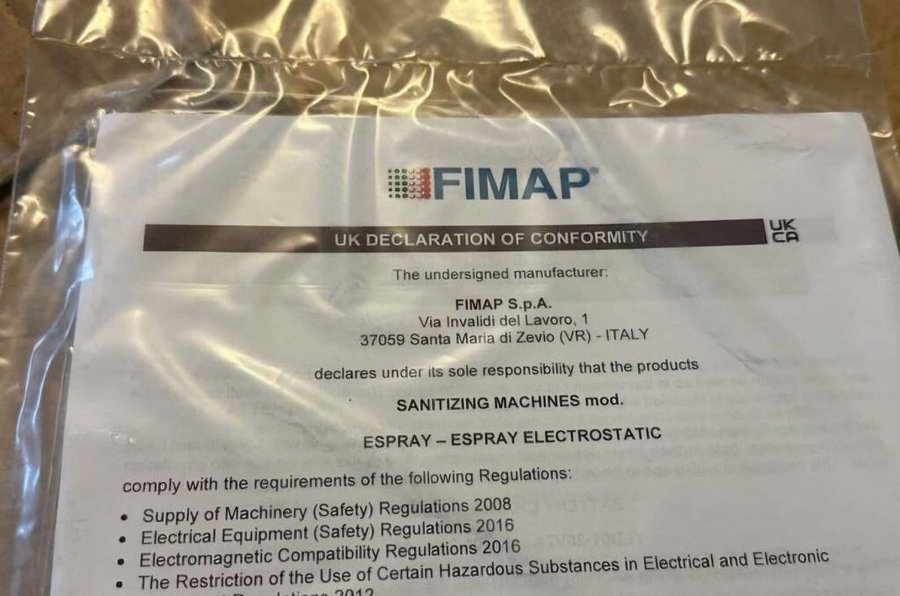 FIMAP®
UK DECLARATION OF CONFORMITY
UK
CA
The undersigned manufacturer:
FIMAP S.p.A.
Via Invalidi del Lavoro, 1
37059 Santa Maria di Zevio (VR) - ITALY
declares under its sole responsibility that the products
SANITIZING MACHINES mod.
ESPRAY – ESPRAY ELECTROSTATIC
comply with the requirements of the following Regulations:
• Supply of Machinery (Safety) Regulations 2008
• Electrical Equipment (Safety) Regulations 2016
• Electromagnetic Compatibility Regulations 2016
• The Restriction of the Use of Certain Hazardous Substances in Electrical and Electronic
Regulations 2012